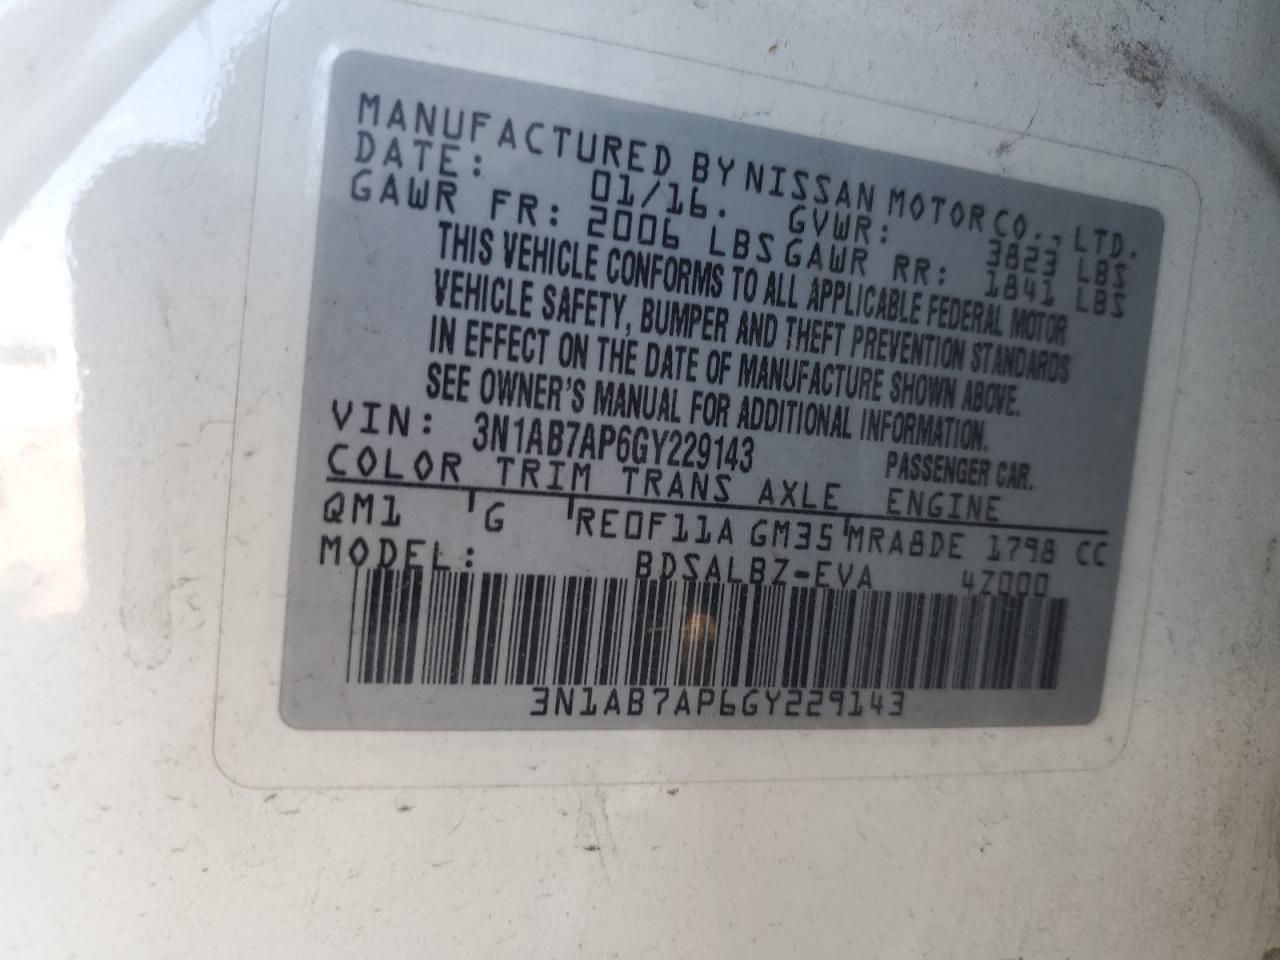 MANUFACTURED BY NISSAN MOTOR CO., LTD.
DATE: 01/16. GVWR: 3823 LBS
GAWR FR: 2006 LBS GAWR RR: 1841 LBS
THIS VEHICLE CONFORMS TO ALL APPLICABLE FEDERAL MOTOR
VEHICLE SAFETY, BUMPER AND THEFT PREVENTION STANDARDS
IN EFFECT ON THE DATE OF MANUFACTURE SHOWN ABOVE.
SEE OWNER'S MANUAL FOR ADDITIONAL INFORMATION.
VIN: 3N1AB7AP6GY229143 PASSENGER CAR.
COLOR TRIM TRANS AXLE ENGINE
QM1 G RE0F11A GM35 MRA8DE 1798 CC
MODEL: BDSALBZ-EVA 4Z000
3N1AB7AP6GY229143